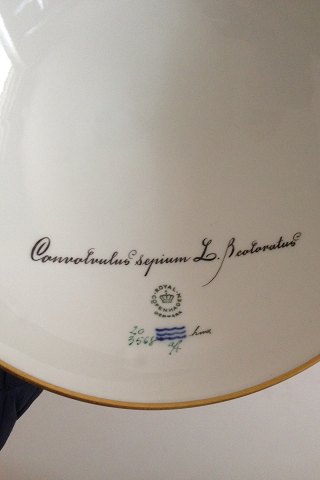 Convolvulus sepium L. β coloratus
ROYAL COPENHAGEN
DENMARK
20
3568